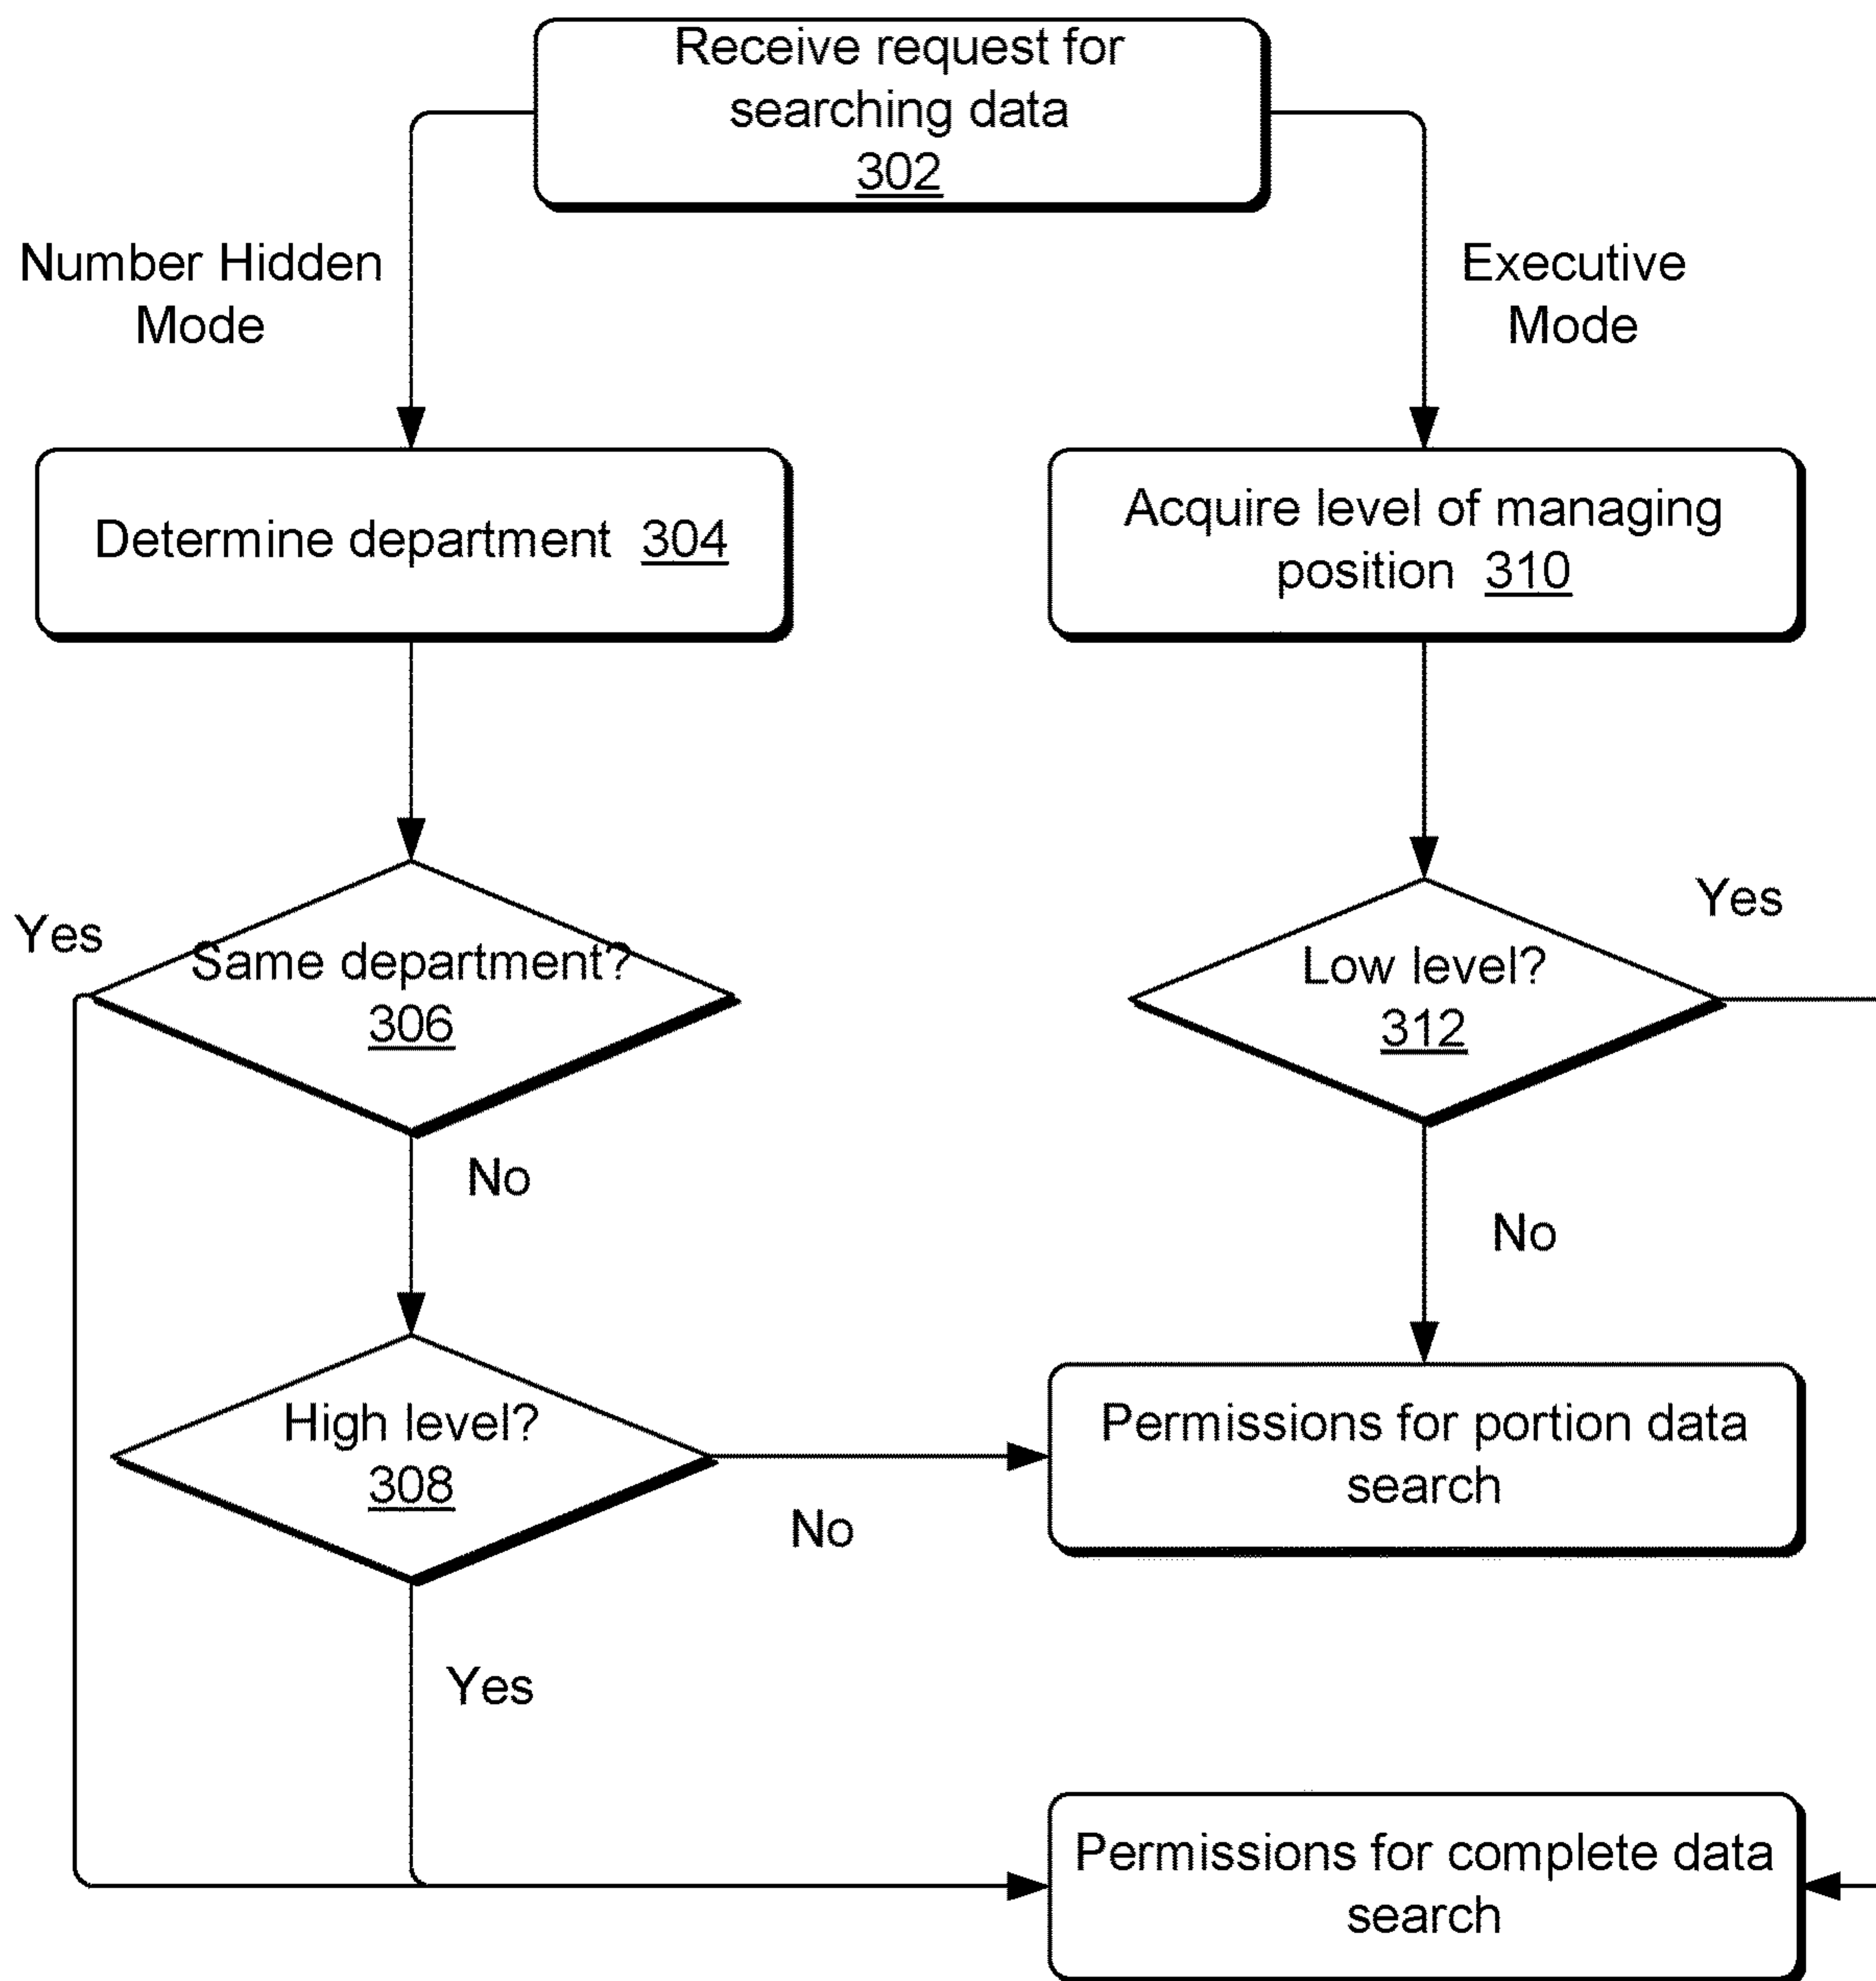 Receive request for
searching data
302
Number Hidden
Mode
Executive
Mode
Determine department 304
Acquire level of managing
position 310
Yes
Same department?
306
Yes
Low level?
312
No
No
High level?
308
No
Permissions for portion data
search
Yes
Permissions for complete data
search